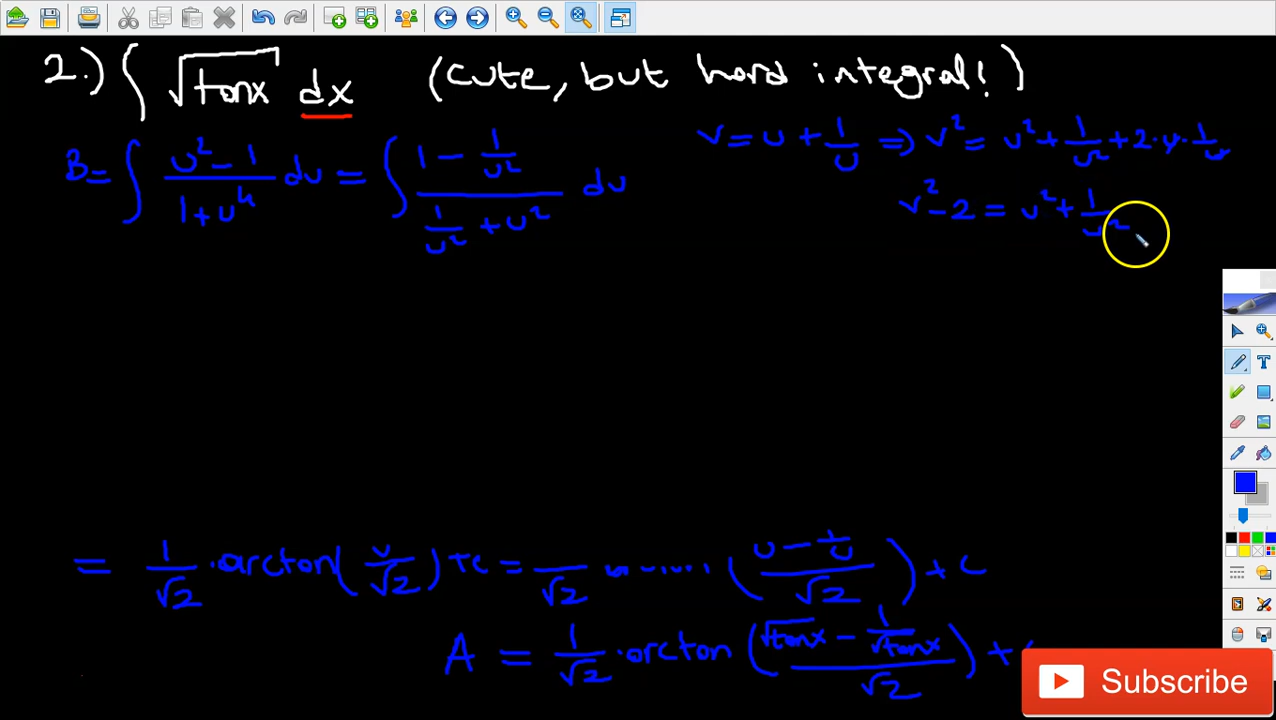 2.) ∫ √tanx dx (cute, but hard integral!)
v = u + 1/u ⇒ v² = u² + 1/u² + 2·u·1/u
B = ∫ (u² - 1)/(1 + u⁴) du = ∫ (1 - 1/u²)/(1/u² + u²) du
v² - 2 = u² + 1/u²
= 1/√2 · arctan(v/√2) + c = /√2 ((u - 1/u)/√2) + c
A = 1/√2 · arctan((√tanx - 1/√tanx)/√2) +
Subscribe
T